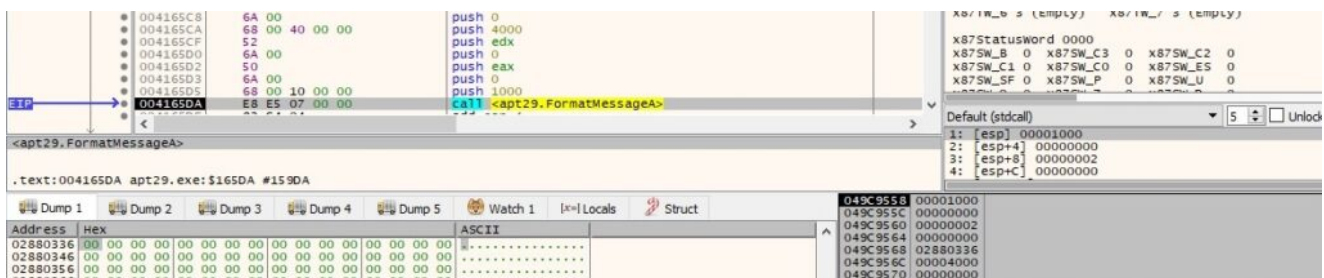 x87TW_6 3 (Empty) x87TW_7 3 (Empty)
004165C8 6A 00 push 0
004165CA 68 00 40 00 00 push 4000
004165CF 52 push edx
004165D0 6A 00 push 0
004165D2 50 push eax
004165D3 6A 00 push 0
004165D5 68 00 10 00 00 push 1000
EIP 004165DA E8 E5 07 00 00 call <apt29.FormatMessageA>
x87StatusWord 0000
x87SW_B 0 x87SW_C3 0 x87SW_C2 0
x87SW_C1 0 x87SW_C0 0 x87SW_ES 0
x87SW_SF 0 x87SW_P 0 x87SW_U 0
Default (stdcall) 5 Unlock
1: [esp] 00001000
2: [esp+4] 00000000
3: [esp+8] 00000002
4: [esp+C] 00000000
<apt29.FormatMessageA>
.text:004165DA apt29.exe:$165DA #159DA
Dump 1 Dump 2 Dump 3 Dump 4 Dump 5 Watch 1 [x=] Locals Struct
Address Hex ASCII
02880336 00 00 00 00 00 00 00 00 00 00 00 00 00 00 00 00 ................
02880346 00 00 00 00 00 00 00 00 00 00 00 00 00 00 00 00 ................
02880356 00 00 00 00 00 00 00 00 00 00 00 00 00 00 00 00 ................
049C9558 00001000
049C955C 00000000
049C9560 00000002
049C9564 00000000
049C9568 02880336
049C956C 00004000
049C9570 00000000